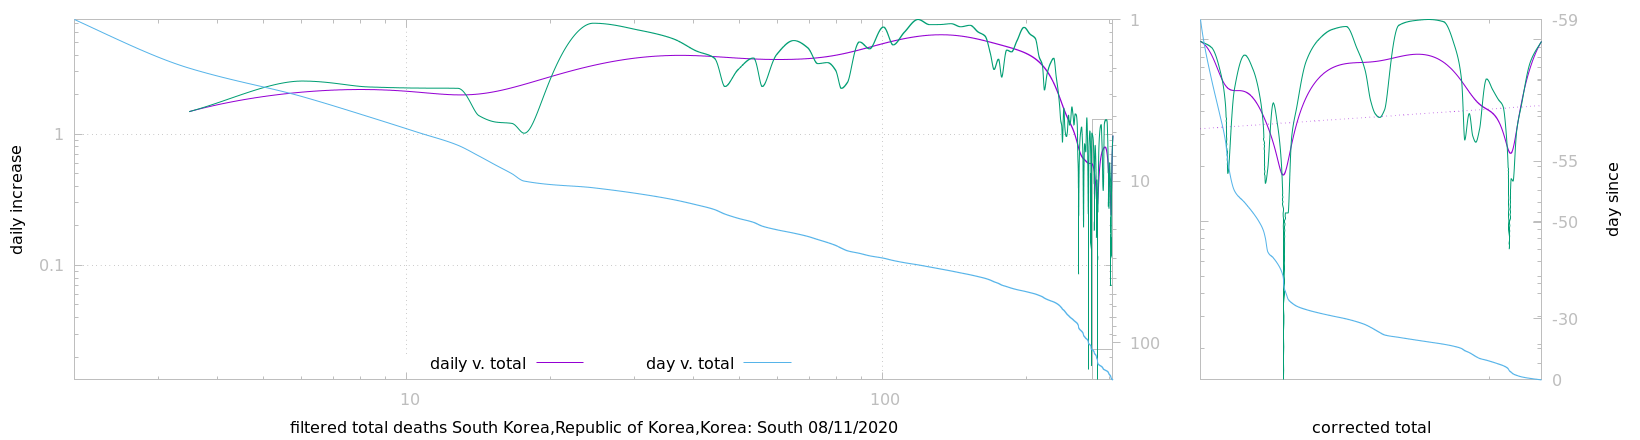 1
-59
1
10
-55
-50
0.1
-30
100
0
daily increase
day since
daily v. total
day v. total
10
100
filtered total deaths South Korea,Republic of Korea,Korea: South 08/11/2020
corrected total